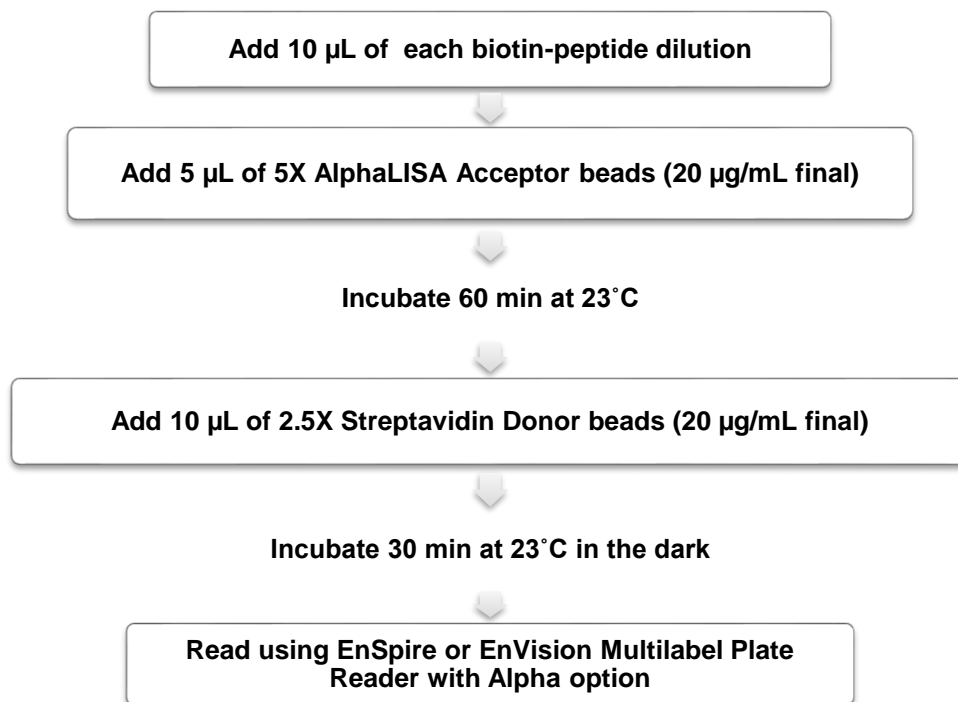 Add 10 µL of  each biotin-peptide dilution
Add 5 µL of 5X AlphaLISA Acceptor beads (20 µg/mL final)
Incubate 60 min at 23˚C
Add 10 µL of 2.5X Streptavidin Donor beads (20 µg/mL final)
Incubate 30 min at 23˚C in the dark
Read using EnSpire or EnVision Multilabel Plate
Reader with Alpha option